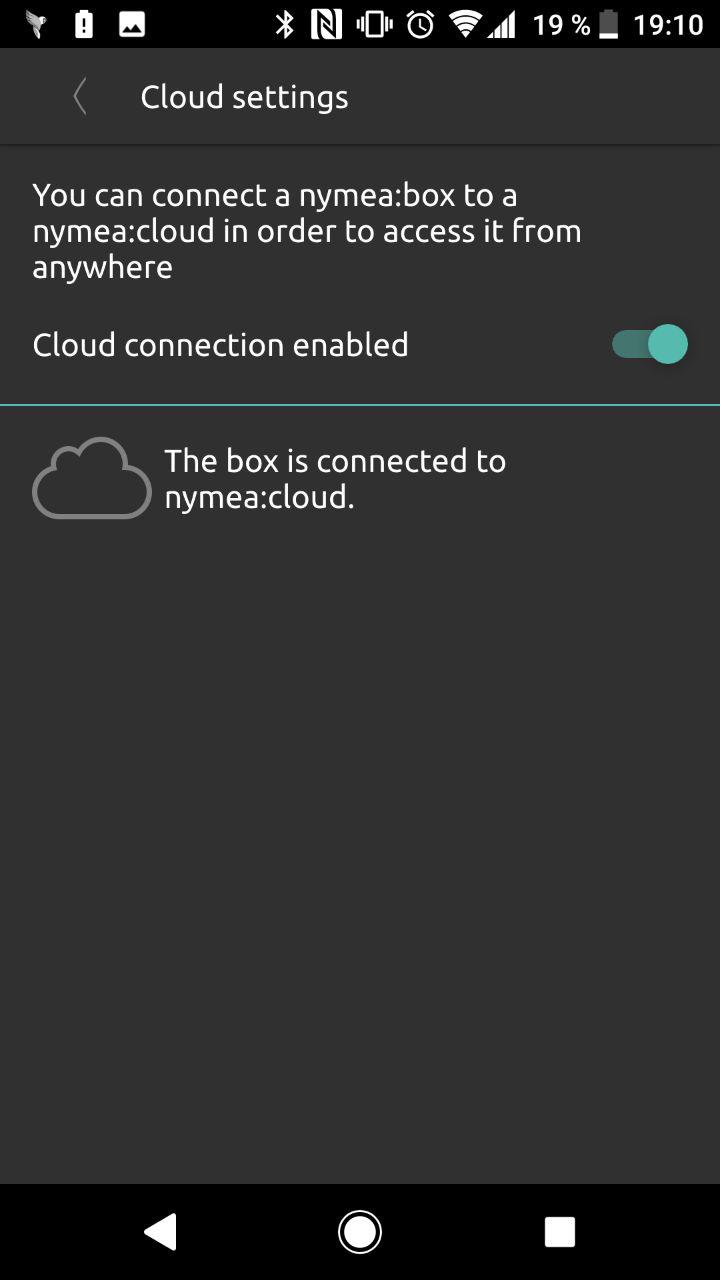 19 % 19:10
Cloud settings
You can connect a nymea:box to a
nymea:cloud in order to access it from
anywhere
Cloud connection enabled
The box is connected to
nymea:cloud.